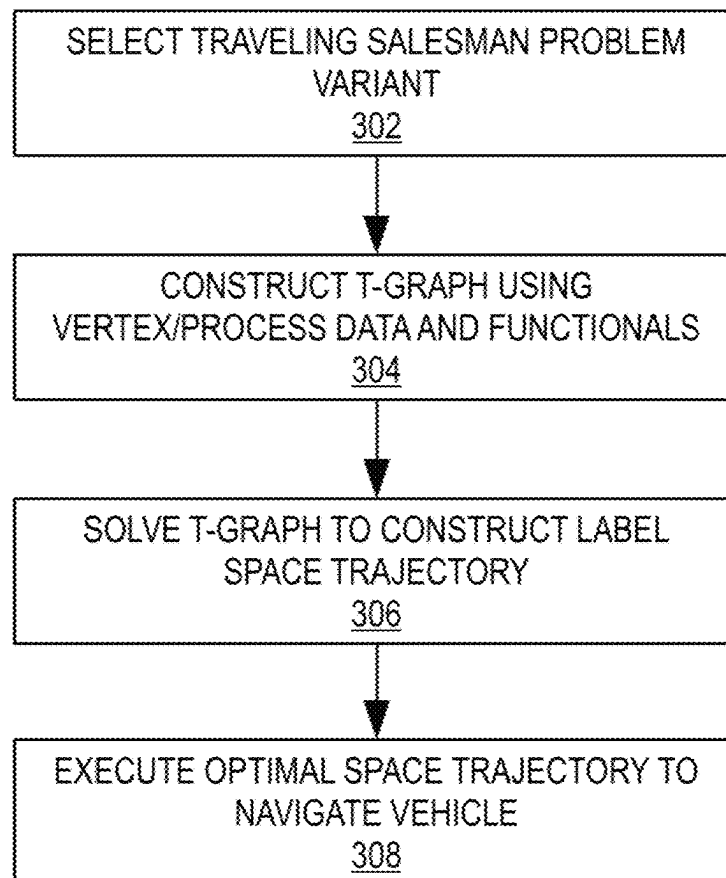 SELECT TRAVELING SALESMAN PROBLEM
VARIANT
302
CONSTRUCT T-GRAPH USING
VERTEX/PROCESS DATA AND FUNCTIONALS
304
SOLVE T-GRAPH TO CONSTRUCT LABEL
SPACE TRAJECTORY
306
EXECUTE OPTIMAL SPACE TRAJECTORY TO
NAVIGATE VEHICLE
308